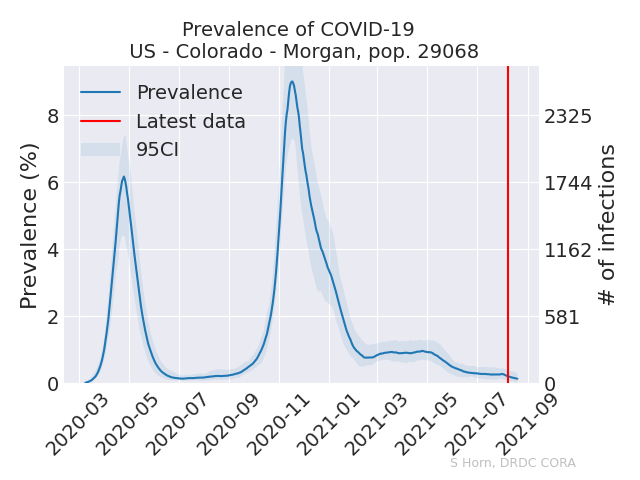 Prevalence of COVID-19
US - Colorado - Morgan, pop. 29068
Prevalence
Latest data
95CI
Prevalence (%)
8
6
4
2
0
2325
1744
1162
581
0
# of infections
2020-03
2020-05
2020-07
2020-09
2020-11
2021-01
2021-03
2021-05
2021-07
2021-09
S Horn, DRDC CORA